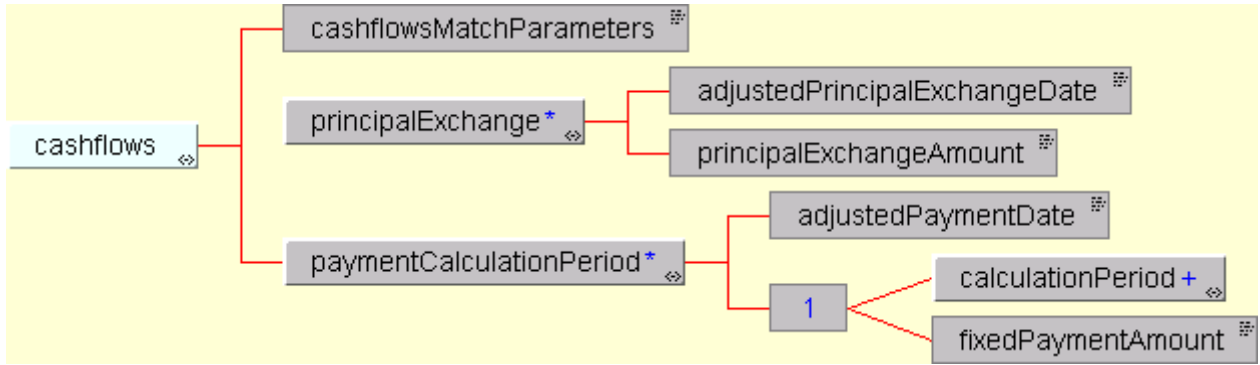 cashflowsMatchParameters
adjustedPrincipalExchangeDate
principalExchange*
cashflows
principalExchangeAmount
adjustedPaymentDate
paymentCalculationPeriod*
calculationPeriod+
1
fixedPaymentAmount